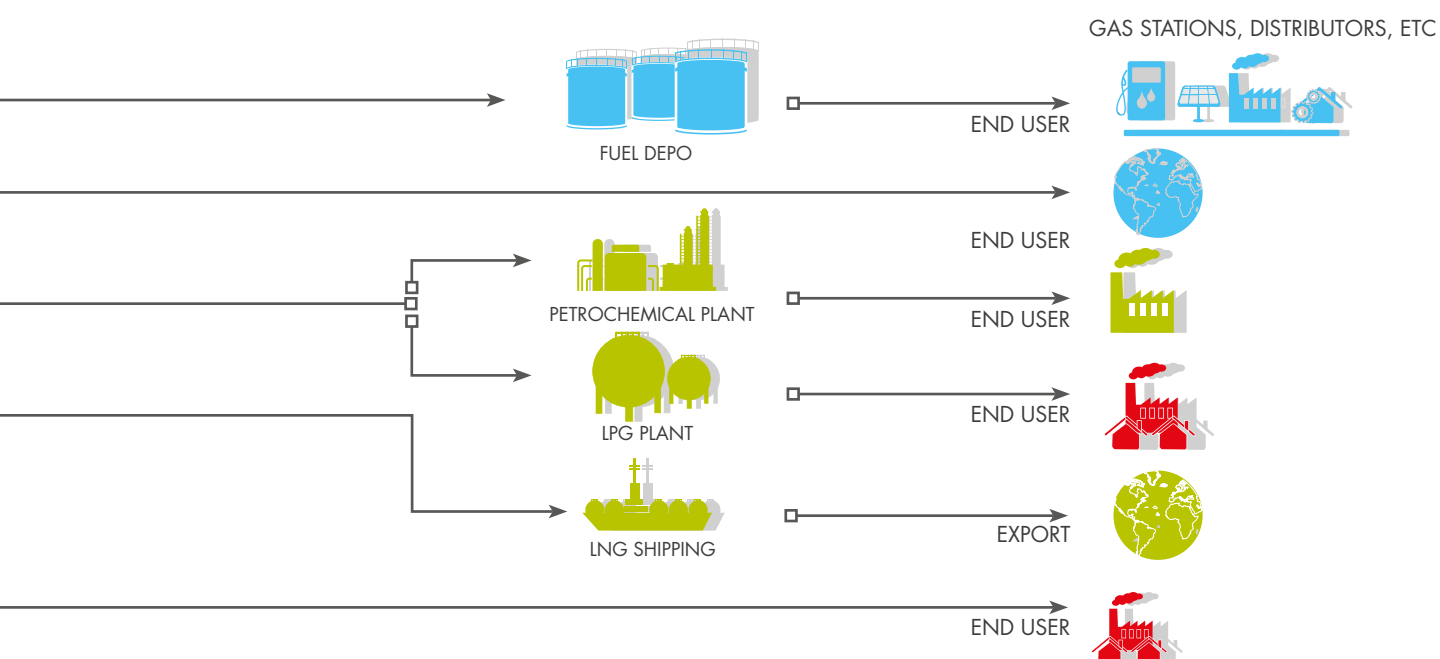 GAS STATIONS, DISTRIBUTORS, ETC
END USER
FUEL DEPO
END USER
PETROCHEMICAL PLANT
END USER
END USER
LPG PLANT
EXPORT
LNG SHIPPING
END USER